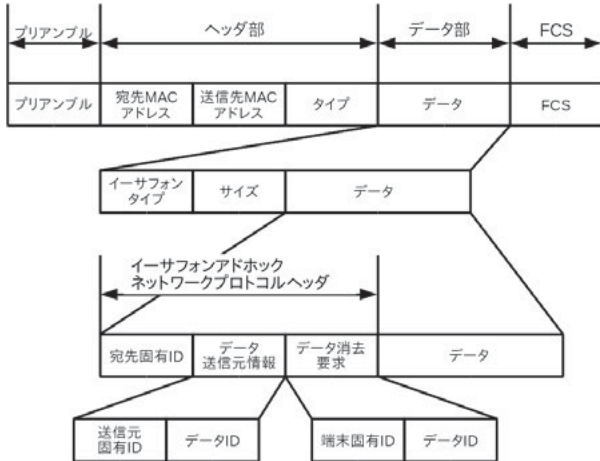 プリアンブル
ヘッダ部
データ部
FCS
プリアンブル
宛先MAC
アドレス
送信先MAC
アドレス
タイプ
データ
FCS
イーサフォン
タイプ
サイズ
データ
イーサフォンアドホック
ネットワークプロトコルヘッダ
宛先固有ID
データ
送信元情報
データ消去
要求
データ
送信元
固有ID
データID
端末固有ID
データID